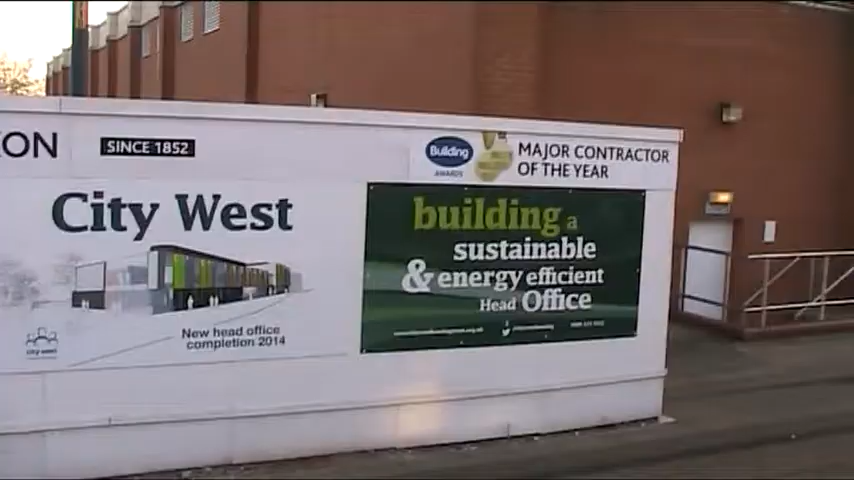 XON
SINCE 1852
Building
AWARDS
MAJOR CONTRACTOR
OF THE YEAR
City West
New head office
completion 2014
city west
building a
sustainable
& energy efficient
Head Office